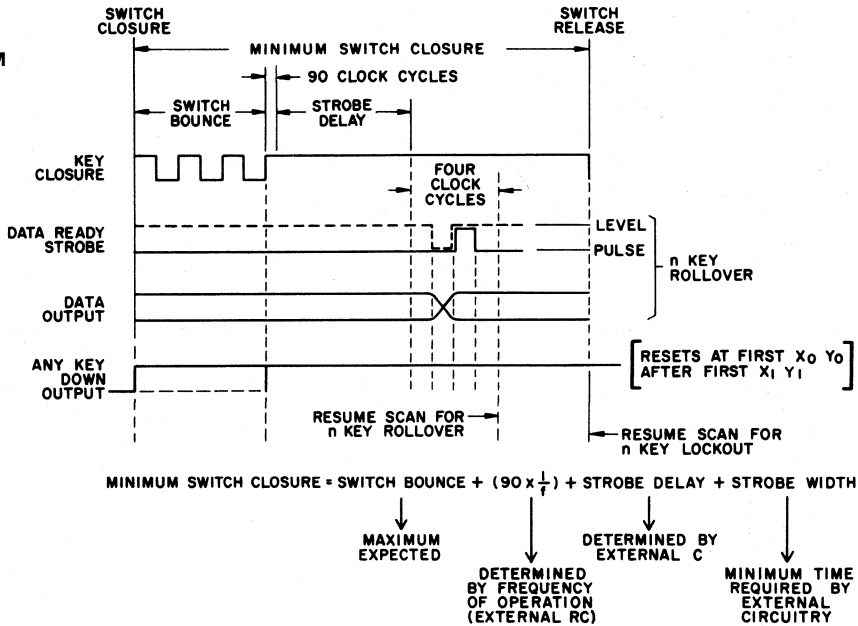 SWITCH
CLOSURE
SWITCH
RELEASE
M
MINIMUM SWITCH CLOSURE
90 CLOCK CYCLES
SWITCH
BOUNCE
STROBE
DELAY
KEY
CLOSURE
FOUR
CLOCK
CYCLES
DATA READY
STROBE
LEVEL
PULSE
n KEY
ROLLOVER
DATA
OUTPUT
ANY KEY
DOWN
OUTPUT
RESETS AT FIRST X0 Y0
AFTER FIRST X1 Y1
RESUME SCAN FOR
n KEY ROLLOVER
RESUME SCAN FOR
n KEY LOCKOUT
MINIMUM SWITCH CLOSURE = SWITCH BOUNCE + (90 x 1/f) + STROBE DELAY + STROBE WIDTH
MAXIMUM
EXPECTED
DETERMINED BY
EXTERNAL C
DETERMINED
BY FREQUENCY
OF OPERATION
(EXTERNAL RC)
MINIMUM TIME
REQUIRED BY
EXTERNAL
CIRCUITRY